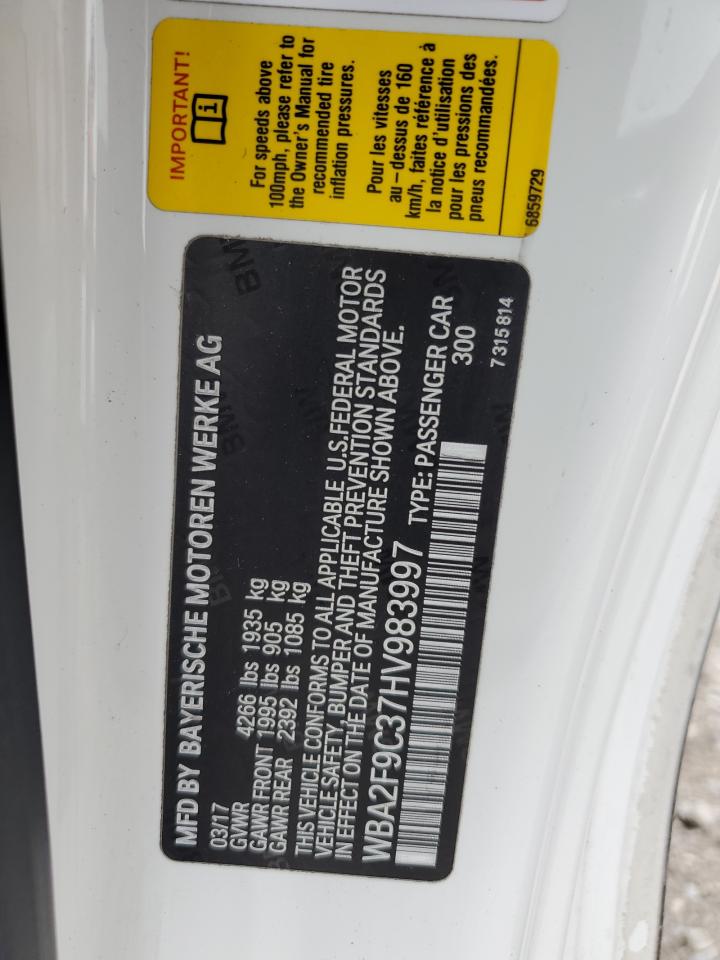 IMPORTANT!
For speeds above
100mph, please refer to
the Owner's Manual for
recommended tire
inflation pressures.
Pour les vitesses
au – dessus de 160
km/h, faites référence à
la notice d'utilisation
pour les pressions des
pneus recommandées.
6859729
MFD BY BAYERISCHE MOTOREN WERKE AG
03/17
GVWR 4266 lbs 1935 kg
GAWR FRONT 1995 lbs 905 kg
GAWR REAR 2392 lbs 1085 kg
THIS VEHICLE CONFORMS TO ALL APPLICABLE U.S. FEDERAL MOTOR
VEHICLE SAFETY, BUMPER AND THEFT PREVENTION STANDARDS
IN EFFECT ON THE DATE OF MANUFACTURE SHOWN ABOVE.
WBA2F9C37HV983997 TYPE: PASSENGER CAR
300
7 315 814